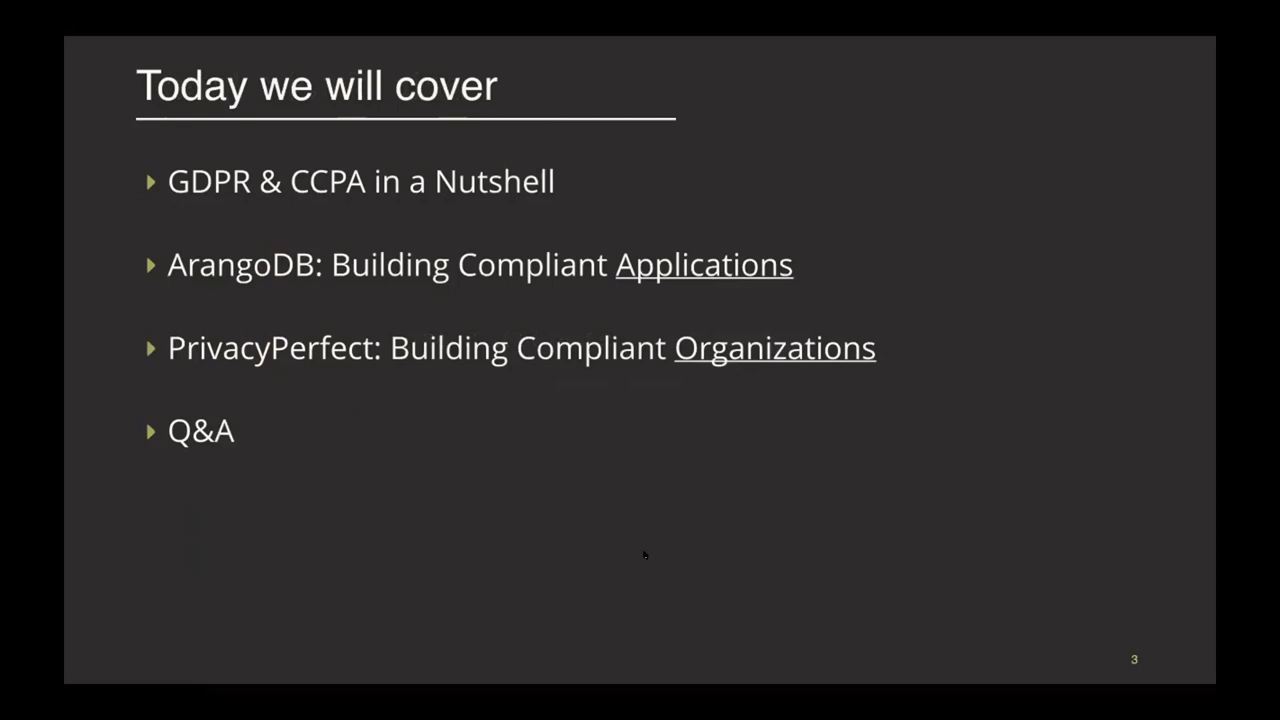 Today we will cover
GDPR & CCPA in a Nutshell
ArangoDB: Building Compliant Applications
PrivacyPerfect: Building Compliant Organizations
Q&A
3